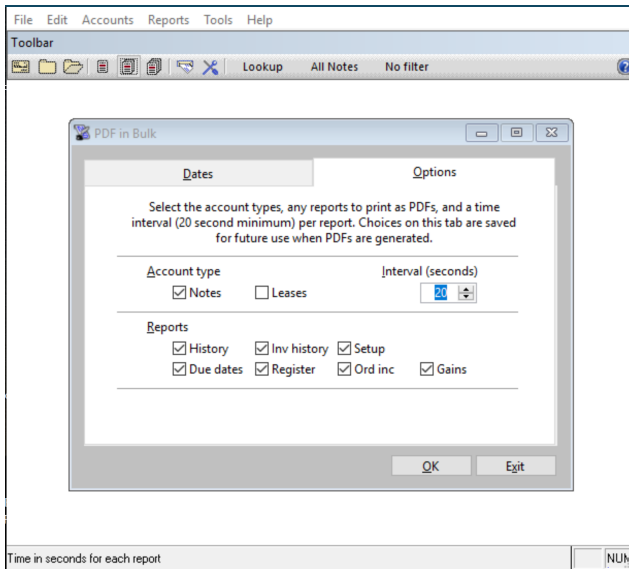 File Edit Accounts Reports Tools Help
Toolbar
Lookup All Notes No filter
PDF in Bulk
Dates Options
Select the account types, any reports to print as PDFs, and a time
interval (20 second minimum) per report. Choices on this tab are saved
for future use when PDFs are generated.
Account type Interval (seconds)
Notes Leases 20
Reports
History Inv history Setup
Due dates Register Ord inc Gains
OK Exit
Time in seconds for each report NUM